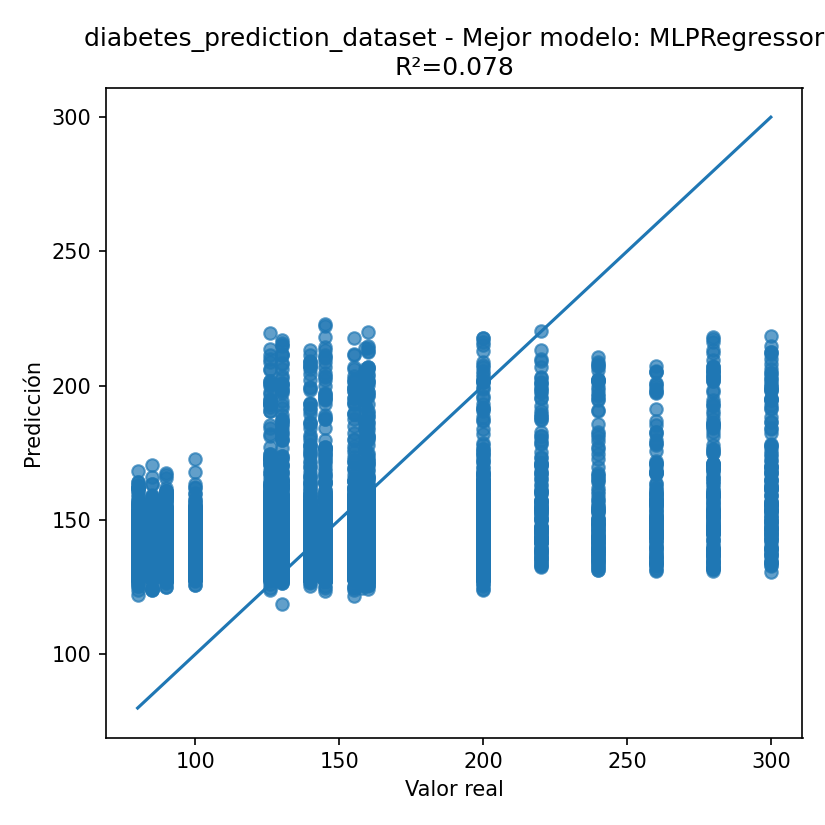 diabetes_prediction_dataset - Mejor modelo: MLPRegressor
R²=0.078
300
250
200
150
100
Predicción
100 150 200 250 300
Valor real